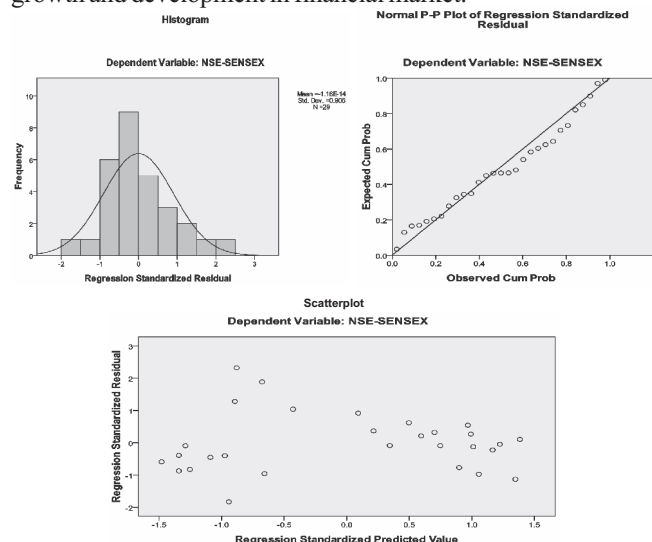 growth and development in financial market.
Histogram
Dependent Variable: NSE-SENSEX
Mean =-1.16E-14
Std. Dev. =0.906
N =29
Frequency
10
8
6
4
2
0
-2 -1 0 1 2 3
Regression Standardized Residual
Normal P-P Plot of Regression Standardized
Residual
Dependent Variable: NSE-SENSEX
Expected Cum Prob
1.0
0.8
0.6
0.4
0.2
0.0
0.0 0.2 0.4 0.6 0.8 1.0
Observed Cum Prob
Scatterplot
Dependent Variable: NSE-SENSEX
Regression Standardized Residual
3
2
1
0
-1
-2
-1.5 -1.0 -0.5 0.0 0.5 1.0 1.5
Regression Standardized Predicted Value